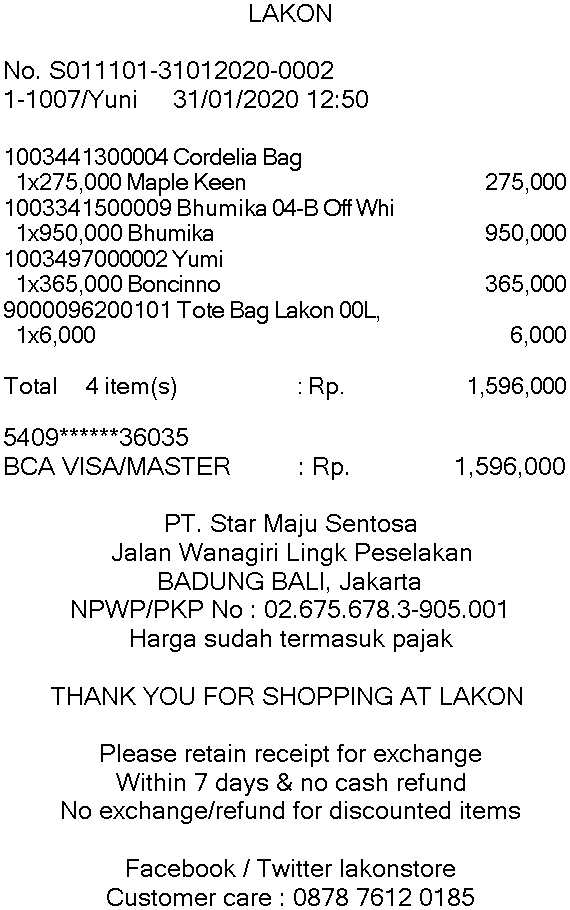 LAKON
No. S011101-31012020-0002
1-1007/Yuni 31/01/2020 12:50
1003441300004 Cordelia Bag
1x275,000 Maple Keen 275,000
1003341500009 Bhumika 04-B Off Whi
1x950,000 Bhumika 950,000
1003497000002 Yumi
1x365,000 Boncinno 365,000
9000096200101 Tote Bag Lakon 00L,
1x6,000 6,000
Total 4 item(s) : Rp. 1,596,000
5409******36035
BCA VISA/MASTER : Rp. 1,596,000
PT. Star Maju Sentosa
Jalan Wanagiri Lingk Peselakan
BADUNG BALI, Jakarta
NPWP/PKP No : 02.675.678.3-905.001
Harga sudah termasuk pajak
THANK YOU FOR SHOPPING AT LAKON
Please retain receipt for exchange
Within 7 days & no cash refund
No exchange/refund for discounted items
Facebook / Twitter lakonstore
Customer care : 0878 7612 0185